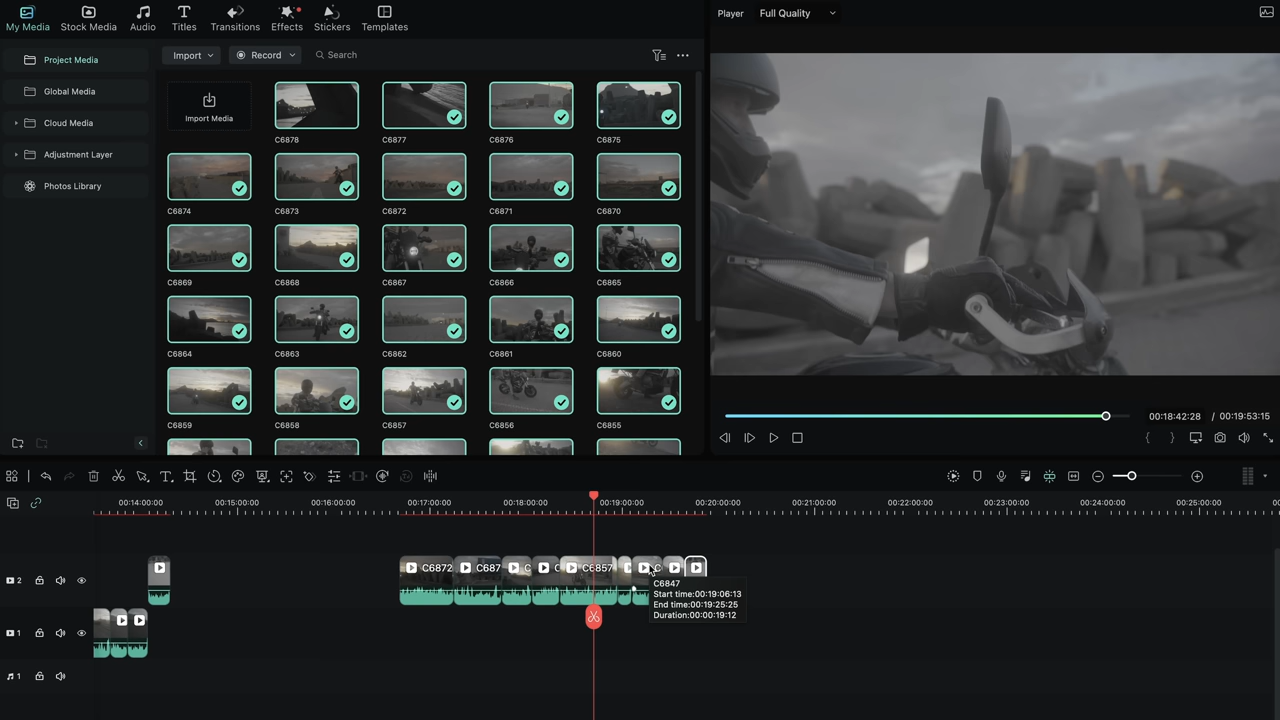 Player
Full Quality
My Media
Stock Media
Audio
Titles
Transitions
Effects
Stickers
Templates
Project Media
Global Media
Cloud Media
Adjustment Layer
Photos Library
Import
Record
Search
Import Media
C6878
C6877
C6876
C6875
C6874
C6873
C6872
C6871
C6870
C6869
C6868
C6867
C6866
C6865
C6864
C6863
C6862
C6861
C6860
C6859
C6858
C6857
C6856
C6855
00:18:42:28 / 00:19:53:15
00:14:00:00
00:15:00:00
00:16:00:00
00:17:00:00
00:18:00:00
00:19:00:00
00:20:00:00
00:21:00:00
00:22:00:00
00:23:00:00
00:24:00:00
00:25:00:00
2
C6872
C687
C
C
C6857
C
C6847
Start time:00:19:06:13
End time:00:19:25:25
Duration:00:00:19:12
1
1